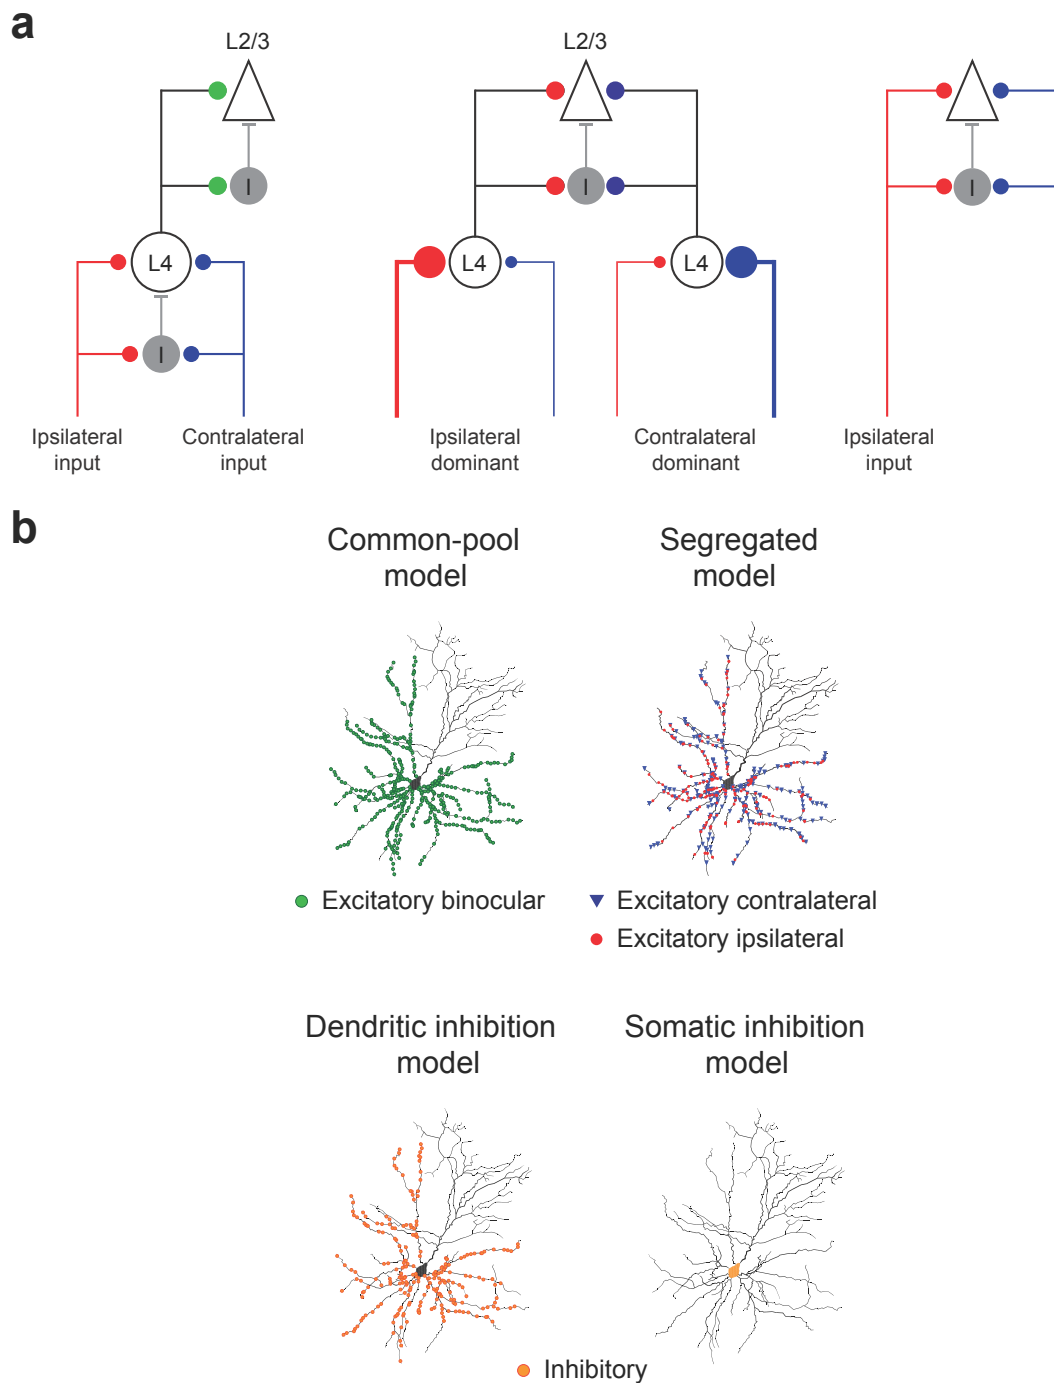 a
L2/3
L2/3
I
I
I
L4
L4
L4
I
Ipsilateral
input
Contralateral
input
Ipsilateral
dominant
Contralateral
dominant
Ipsilateral
input
b
Common-pool
model
Segregated
model
Excitatory binocular
Excitatory contralateral
Excitatory ipsilateral
Dendritic inhibition
model
Somatic inhibition
model
Inhibitory